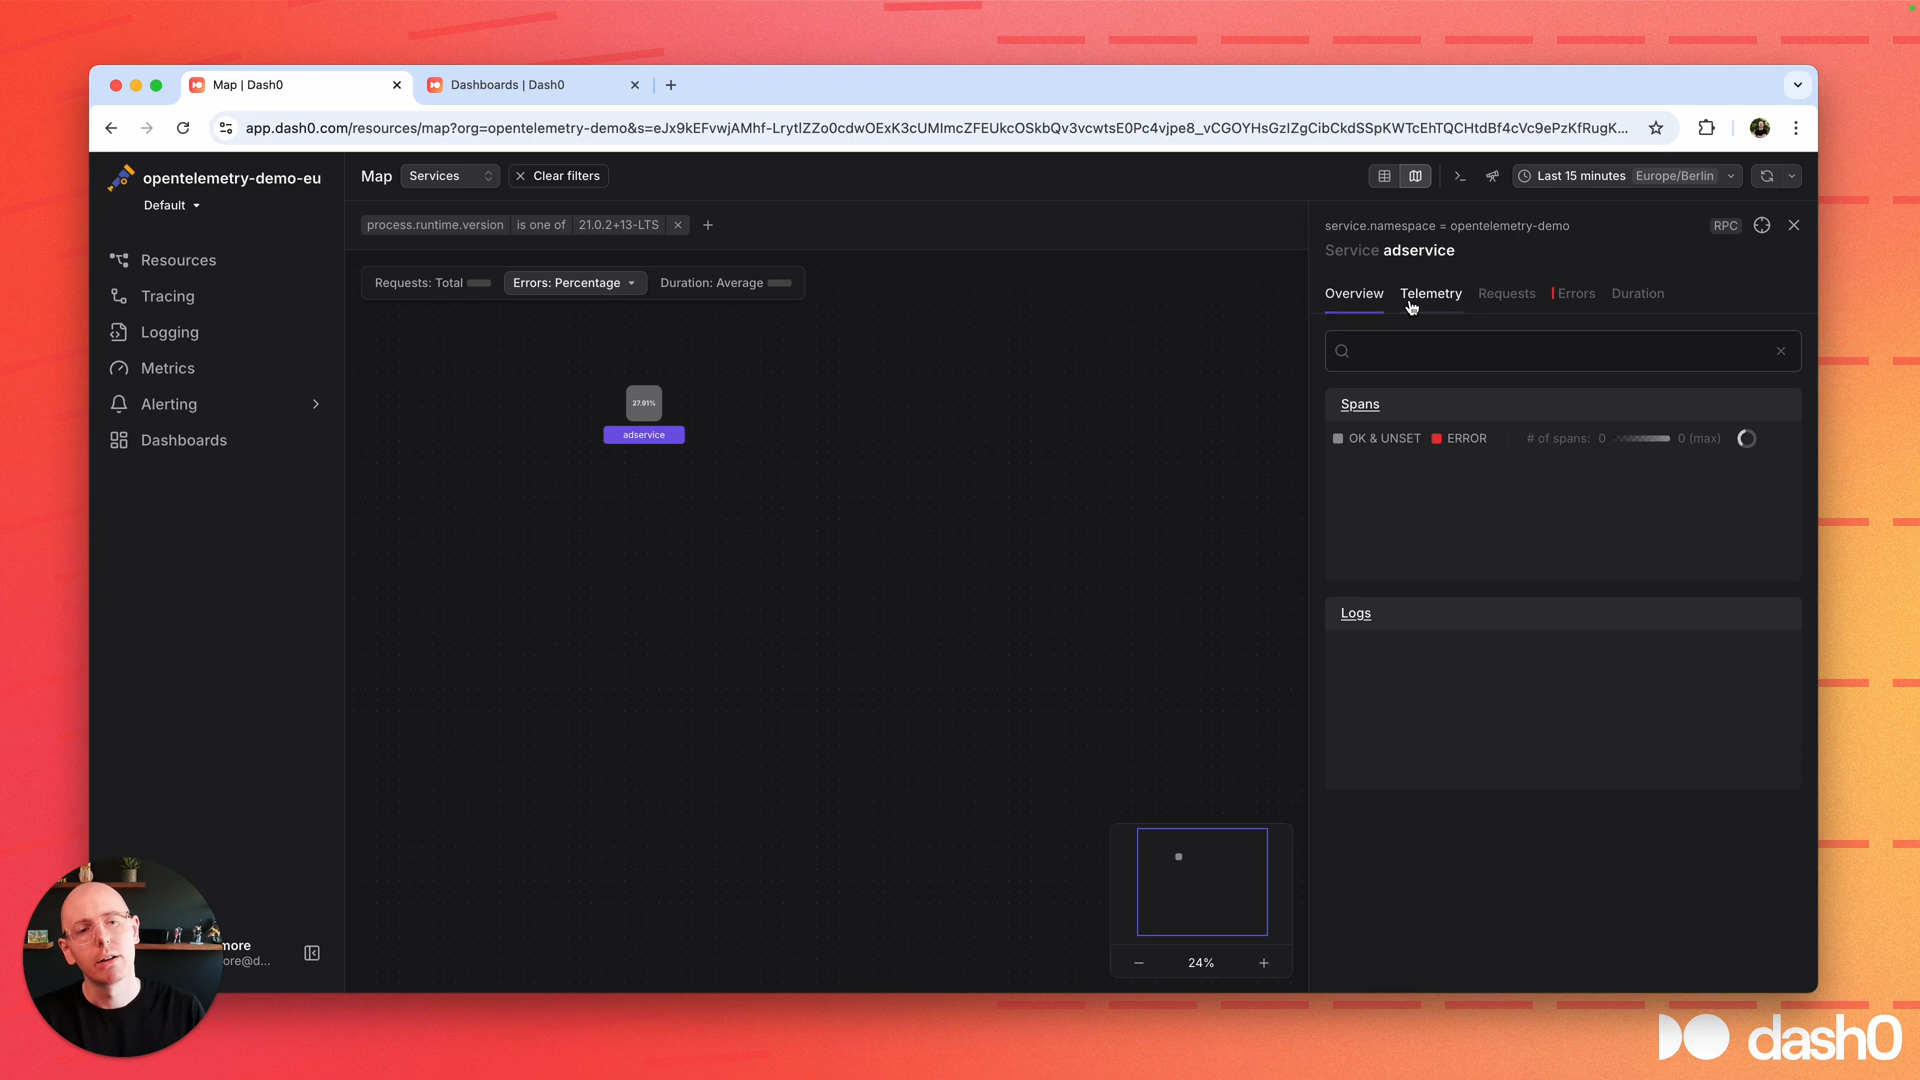 Map | Dash0
Dashboards | Dash0
app.dash0.com/resources/map?org=opentelemetry-demo&s=eJx9kEFvwjAMhf-LrytlZZo0cdwOExK3cUMImcZFEUkcOSkbQv3vcwtsE0Pc4vjpe8_vCGOYHsGzIZgCibCkdSSpKWTcEhTQCHtdBf4cVc9ePzKfRugK...
opentelemetry-demo-eu
Default
Map
Services
Clear filters
Last 15 minutes Europe/Berlin
process.runtime.version is one of 21.0.2+13-LTS
Requests: Total
Errors: Percentage
Duration: Average
Resources
Tracing
Logging
Metrics
Alerting
Dashboards
27.91%
adservice
24%
service.namespace = opentelemetry-demo
RPC
Service adservice
Overview
Telemetry
Requests
Errors
Duration
Spans
OK & UNSET ERROR # of spans: 0 0 (max)
Logs
more
ore@d...
dash0